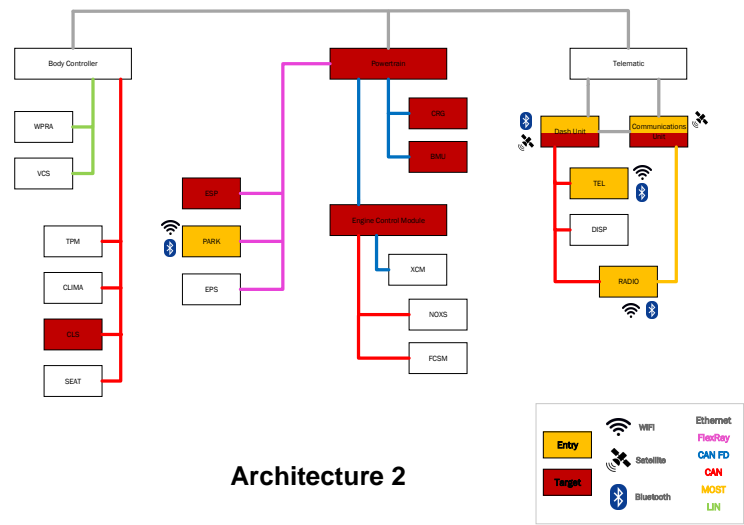 Body Controller
Powertrain
Telematic
WPRA
VCS
CRG
BMU
Dash Unit
Communications
Unit
ESP
TEL
TPM
PARK
Engine Control Module
DISP
CLIMA
EPS
XCM
RADIO
CLS
NOXS
SEAT
FCSM
Architecture 2
Entry
Target
WIFI
Satellite
Bluetooth
Ethernet
FlexRay
CAN FD
CAN
MOST
LIN